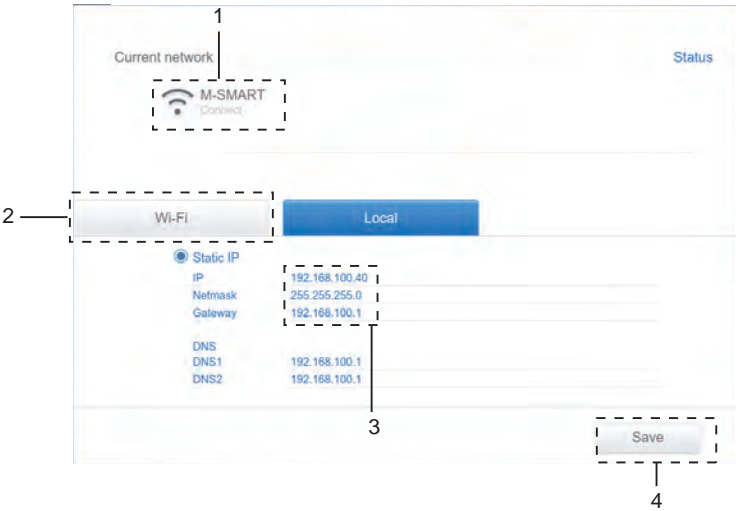 1
Current network
Status
M-SMART
Connect
2
Wi-Fi
Local
Static IP
IP 192.168.100.40
Netmask 255.255.255.0
Gateway 192.168.100.1
DNS
DNS1 192.168.100.1
DNS2 192.168.100.1
3
Save
4